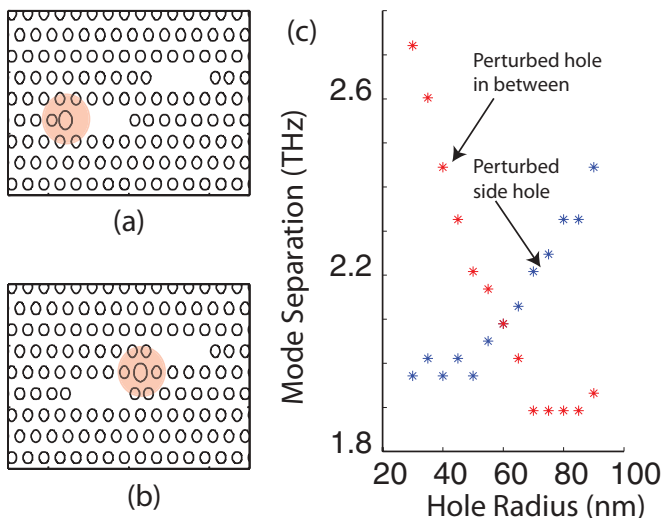 (a)
(b)
(c)
Mode Separation (THz)
2.6
2.2
1.8
Perturbed hole
in between
Perturbed
side hole
20 40 60 80 100
Hole Radius (nm)